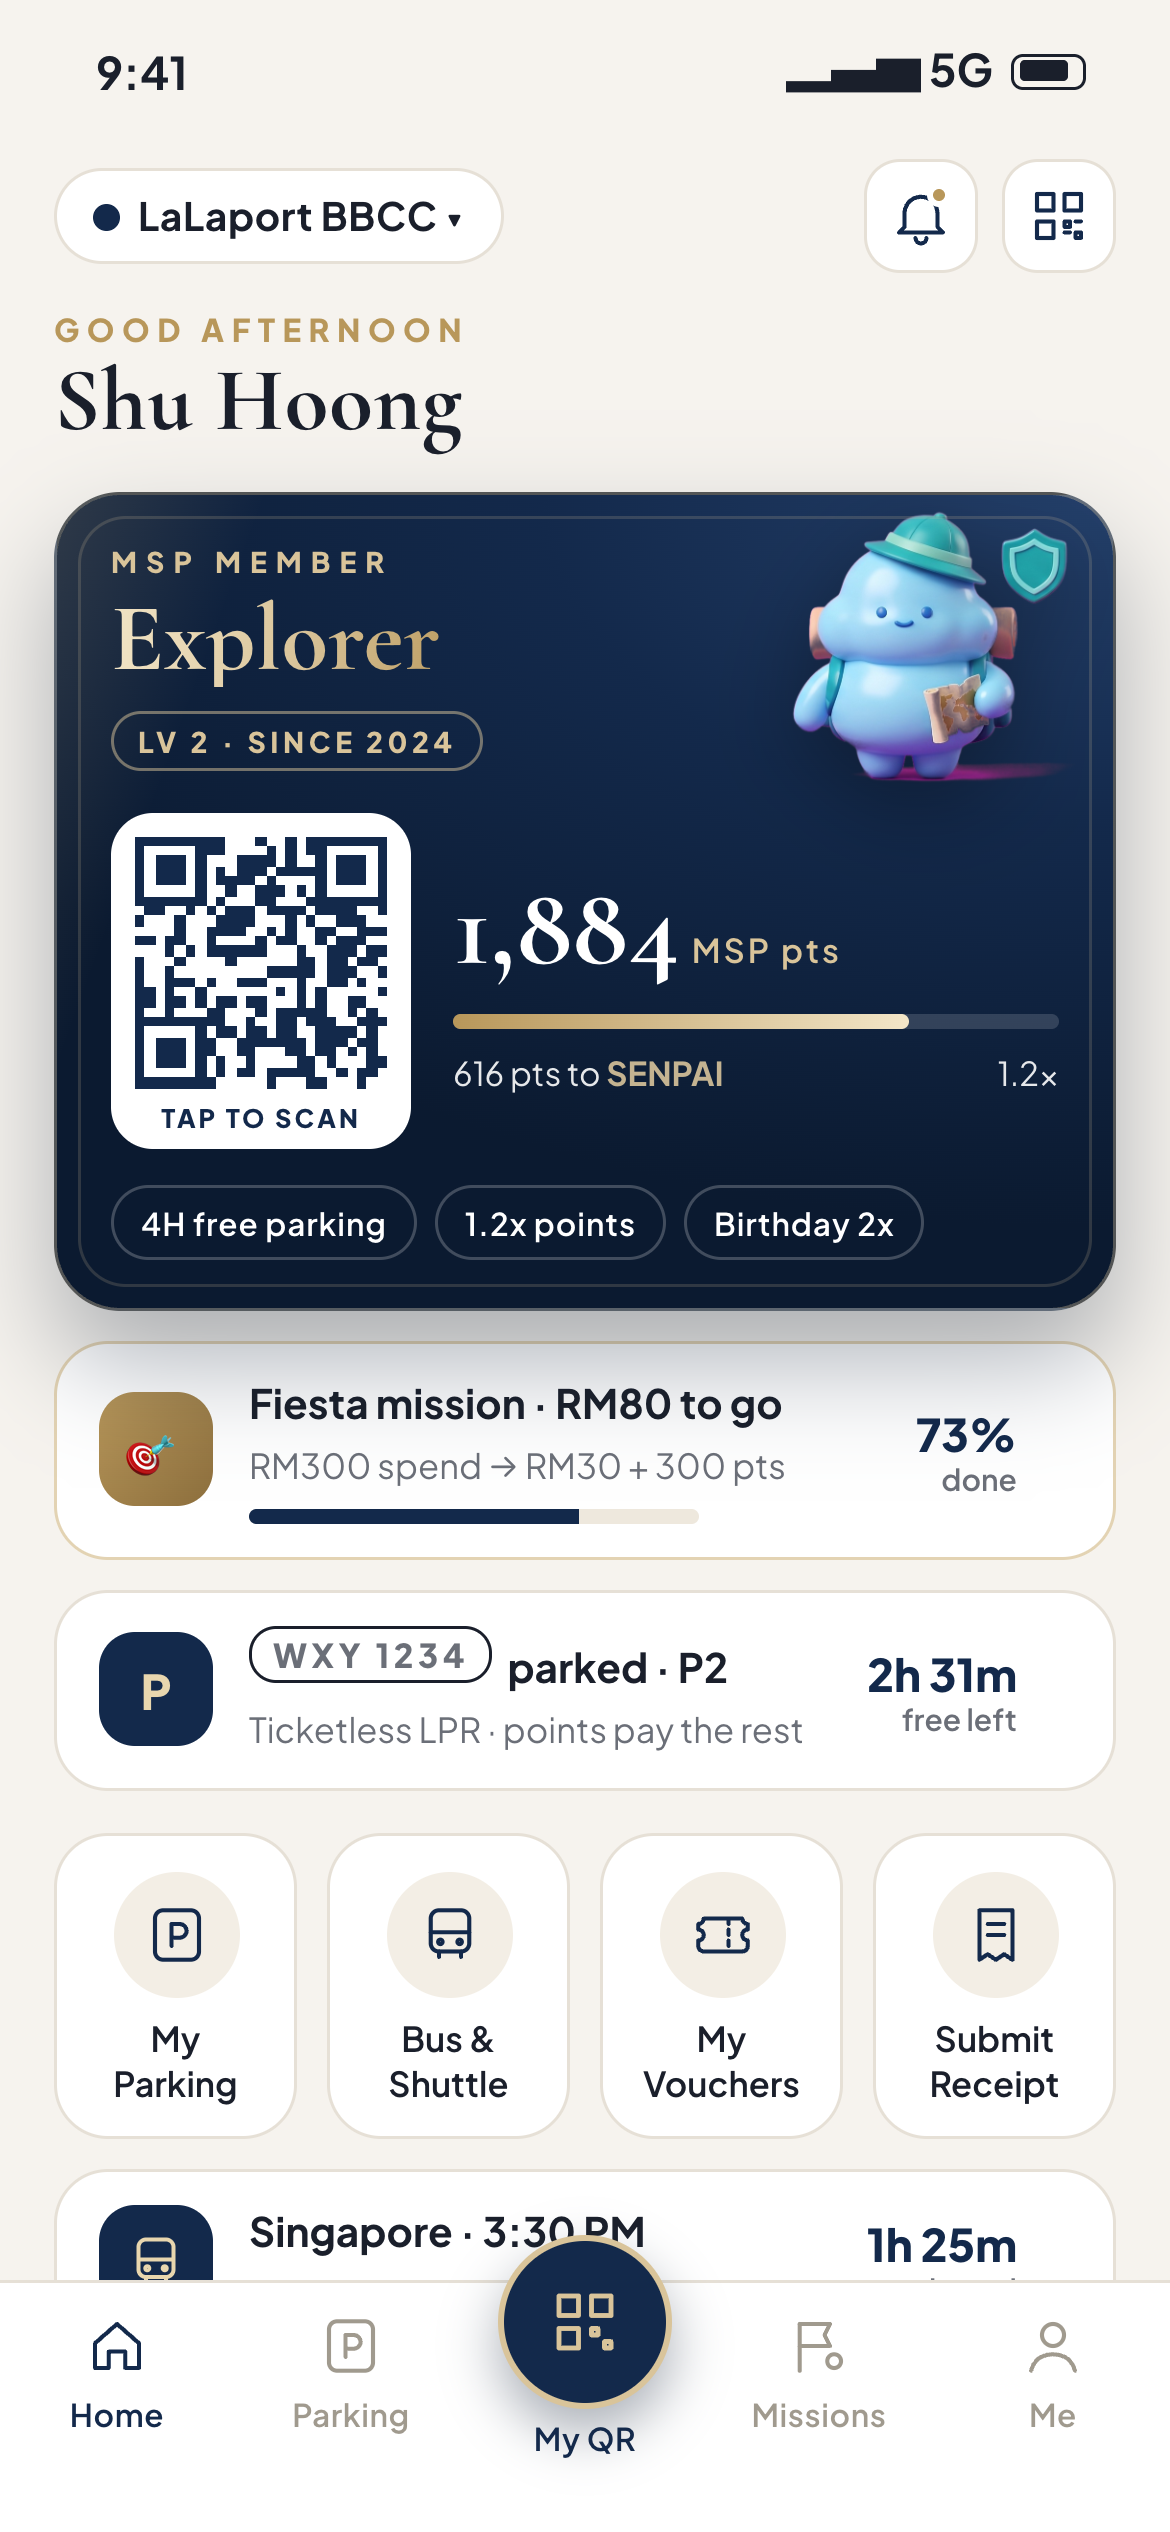 9:41
5G
LaLaport BBCC ▾
GOOD AFTERNOON
Shu Hoong
MSP MEMBER
Explorer
LV 2 · SINCE 2024
1,884 MSP pts
616 pts to SENPAI
1.2×
TAP TO SCAN
4H free parking
1.2x points
Birthday 2x
Fiesta mission · RM80 to go
RM300 spend → RM30 + 300 pts
73%
done
P
WXY 1234 parked · P2
Ticketless LPR · points pay the rest
2h 31m
free left
P
My
Parking
Bus &
Shuttle
My
Vouchers
Submit
Receipt
Singapore · 3:30 PM
1h 25m
Home
P
Parking
My QR
Missions
Me